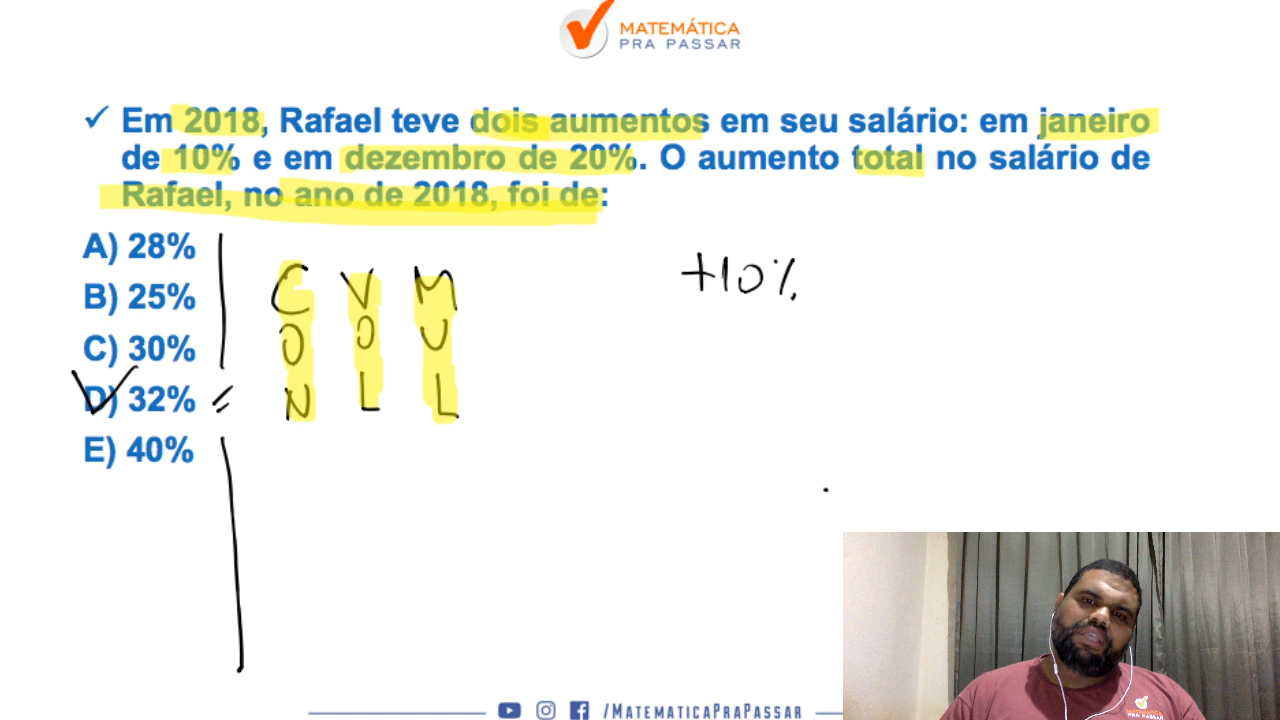 MATEMÁTICA
PRA PASSAR
✓ Em 2018, Rafael teve dois aumentos em seu salário: em janeiro
de 10% e em dezembro de 20%. O aumento total no salário de
Rafael, no ano de 2018, foi de:
A) 28%
B) 25%
C) 30%
D) 32%
E) 40%
C V M
O O U
N L L
+10%
/MATEMATICAPRAPASSAR